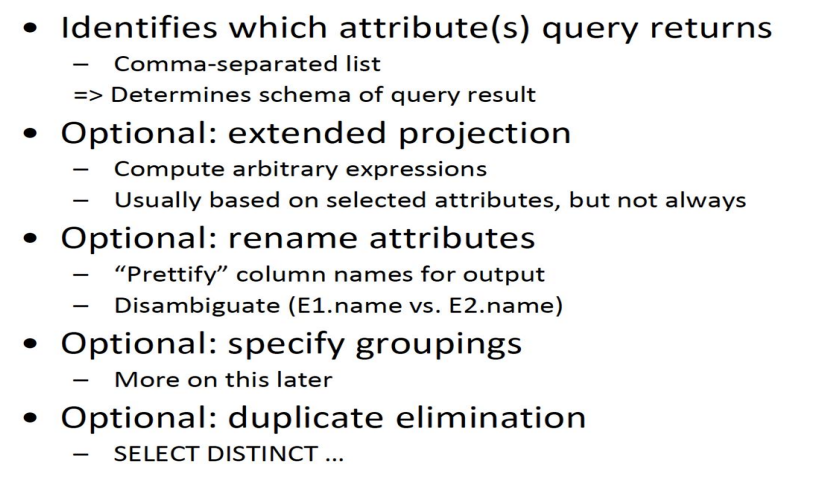 • Identifies which attribute(s) query returns
– Comma-separated list
=> Determines schema of query result
• Optional: extended projection
– Compute arbitrary expressions
– Usually based on selected attributes, but not always
• Optional: rename attributes
– “Prettify” column names for output
– Disambiguate (E1.name vs. E2.name)
• Optional: specify groupings
– More on this later
• Optional: duplicate elimination
– SELECT DISTINCT …